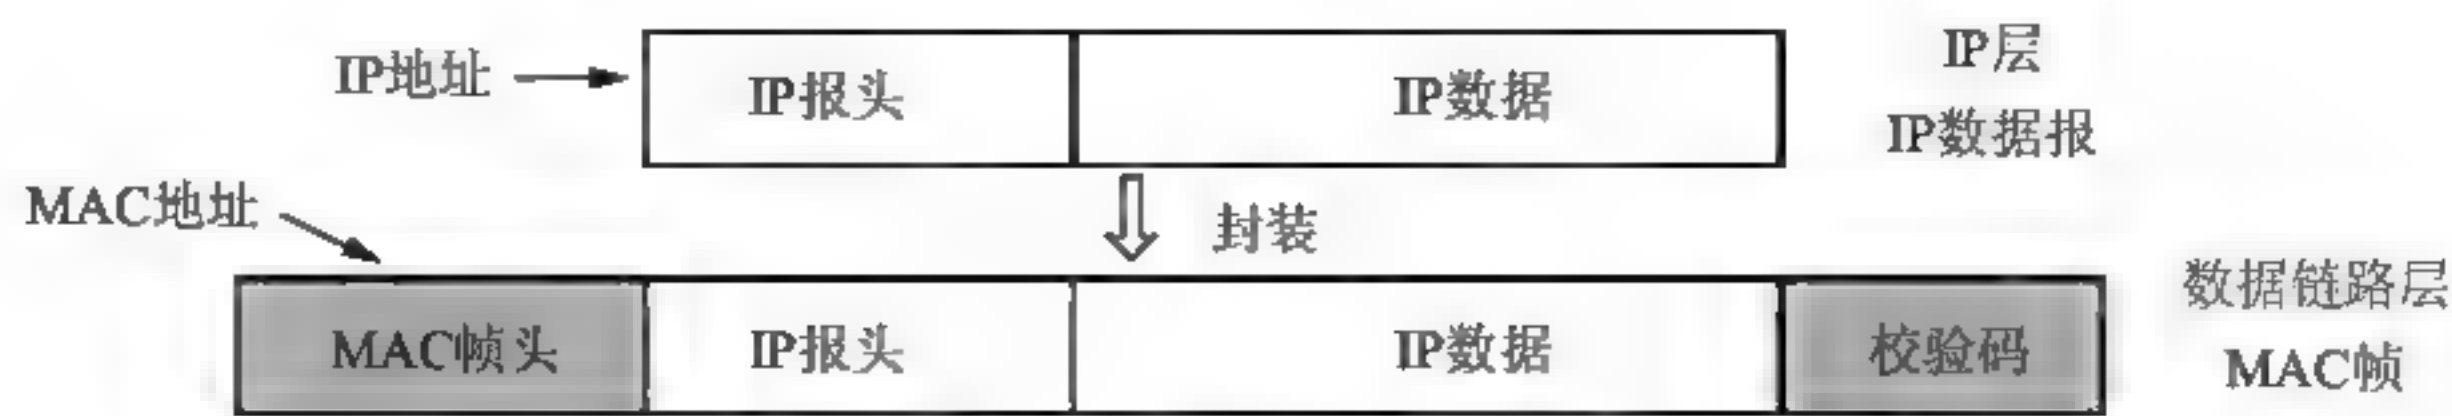 IP地址
IP报头
IP数据
IP层
IP数据报
MAC地址
封装
MAC帧头
IP报头
IP数据
校验码
数据链路层
MAC帧